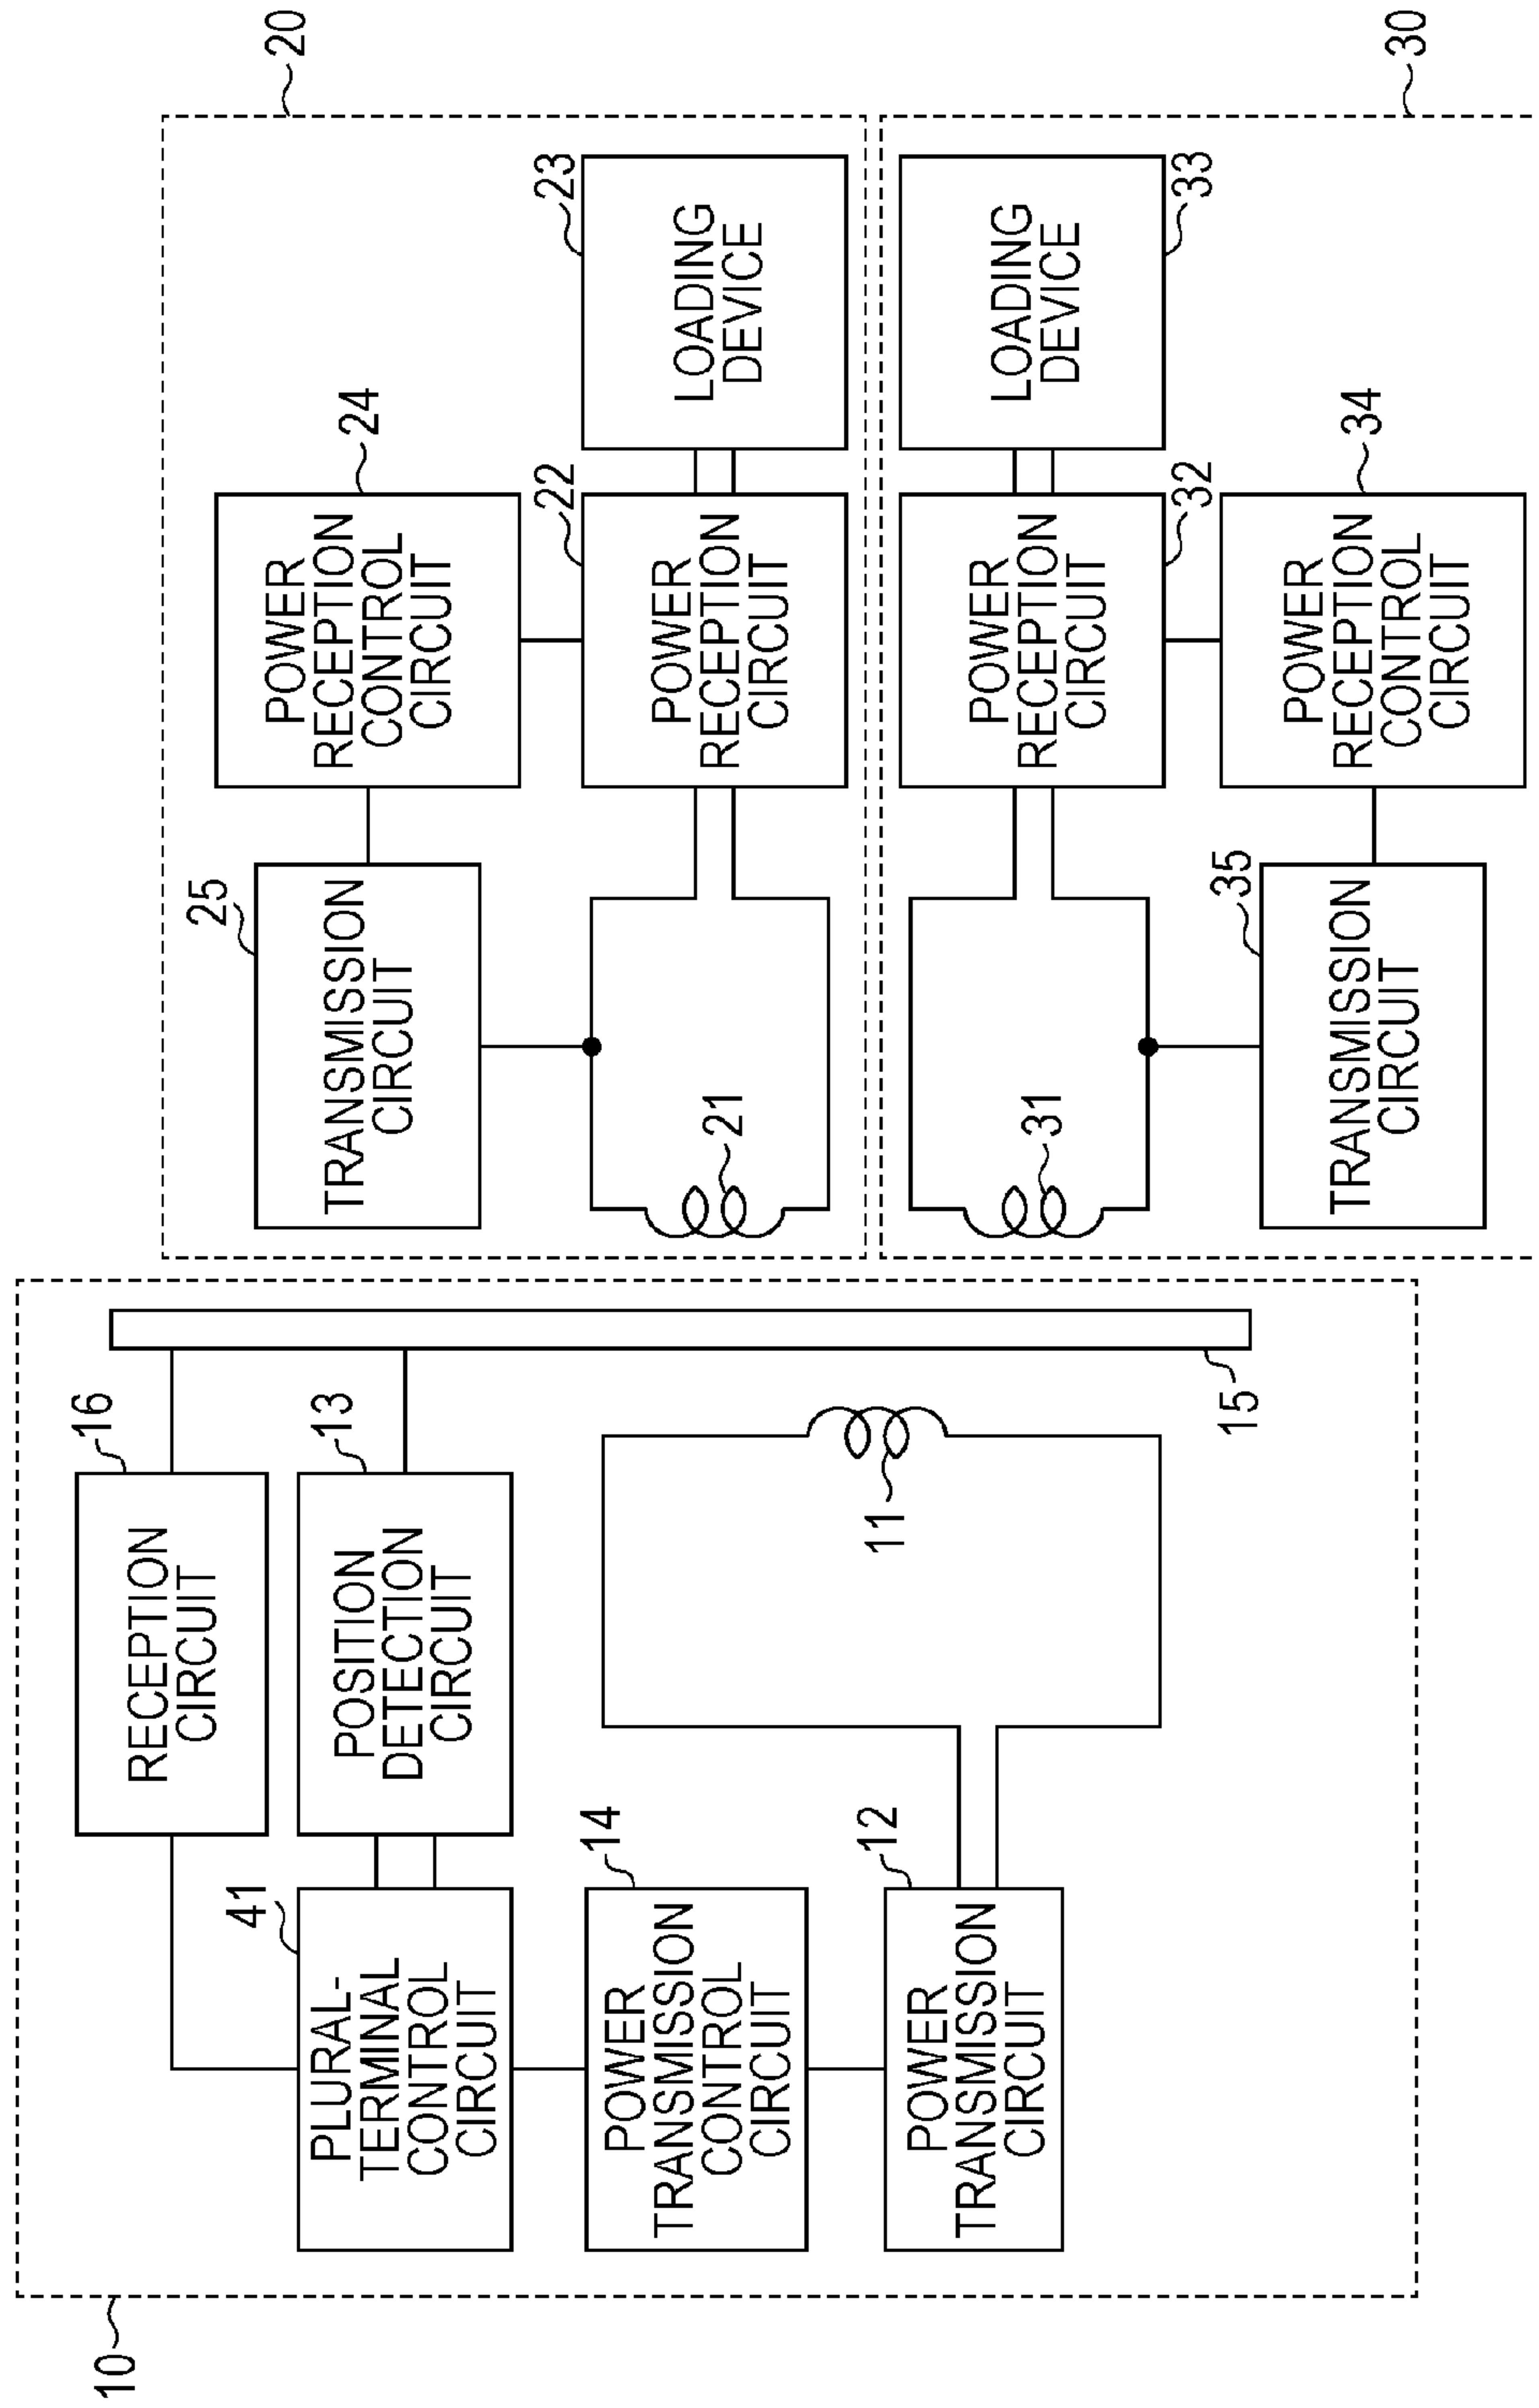 10
16
RECEPTION
CIRCUIT
13
POSITION
DETECTION
CIRCUIT
41
PLURAL-
TERMINAL
CONTROL
CIRCUIT
14
POWER
TRANSMISSION
CONTROL
CIRCUIT
12
POWER
TRANSMISSION
CIRCUIT
11
15
20
25
TRANSMISSION
CIRCUIT
24
POWER
RECEPTION
CONTROL
CIRCUIT
21
22
POWER
RECEPTION
CIRCUIT
23
LOADING
DEVICE
30
31
32
POWER
RECEPTION
CIRCUIT
33
LOADING
DEVICE
35
TRANSMISSION
CIRCUIT
34
POWER
RECEPTION
CONTROL
CIRCUIT